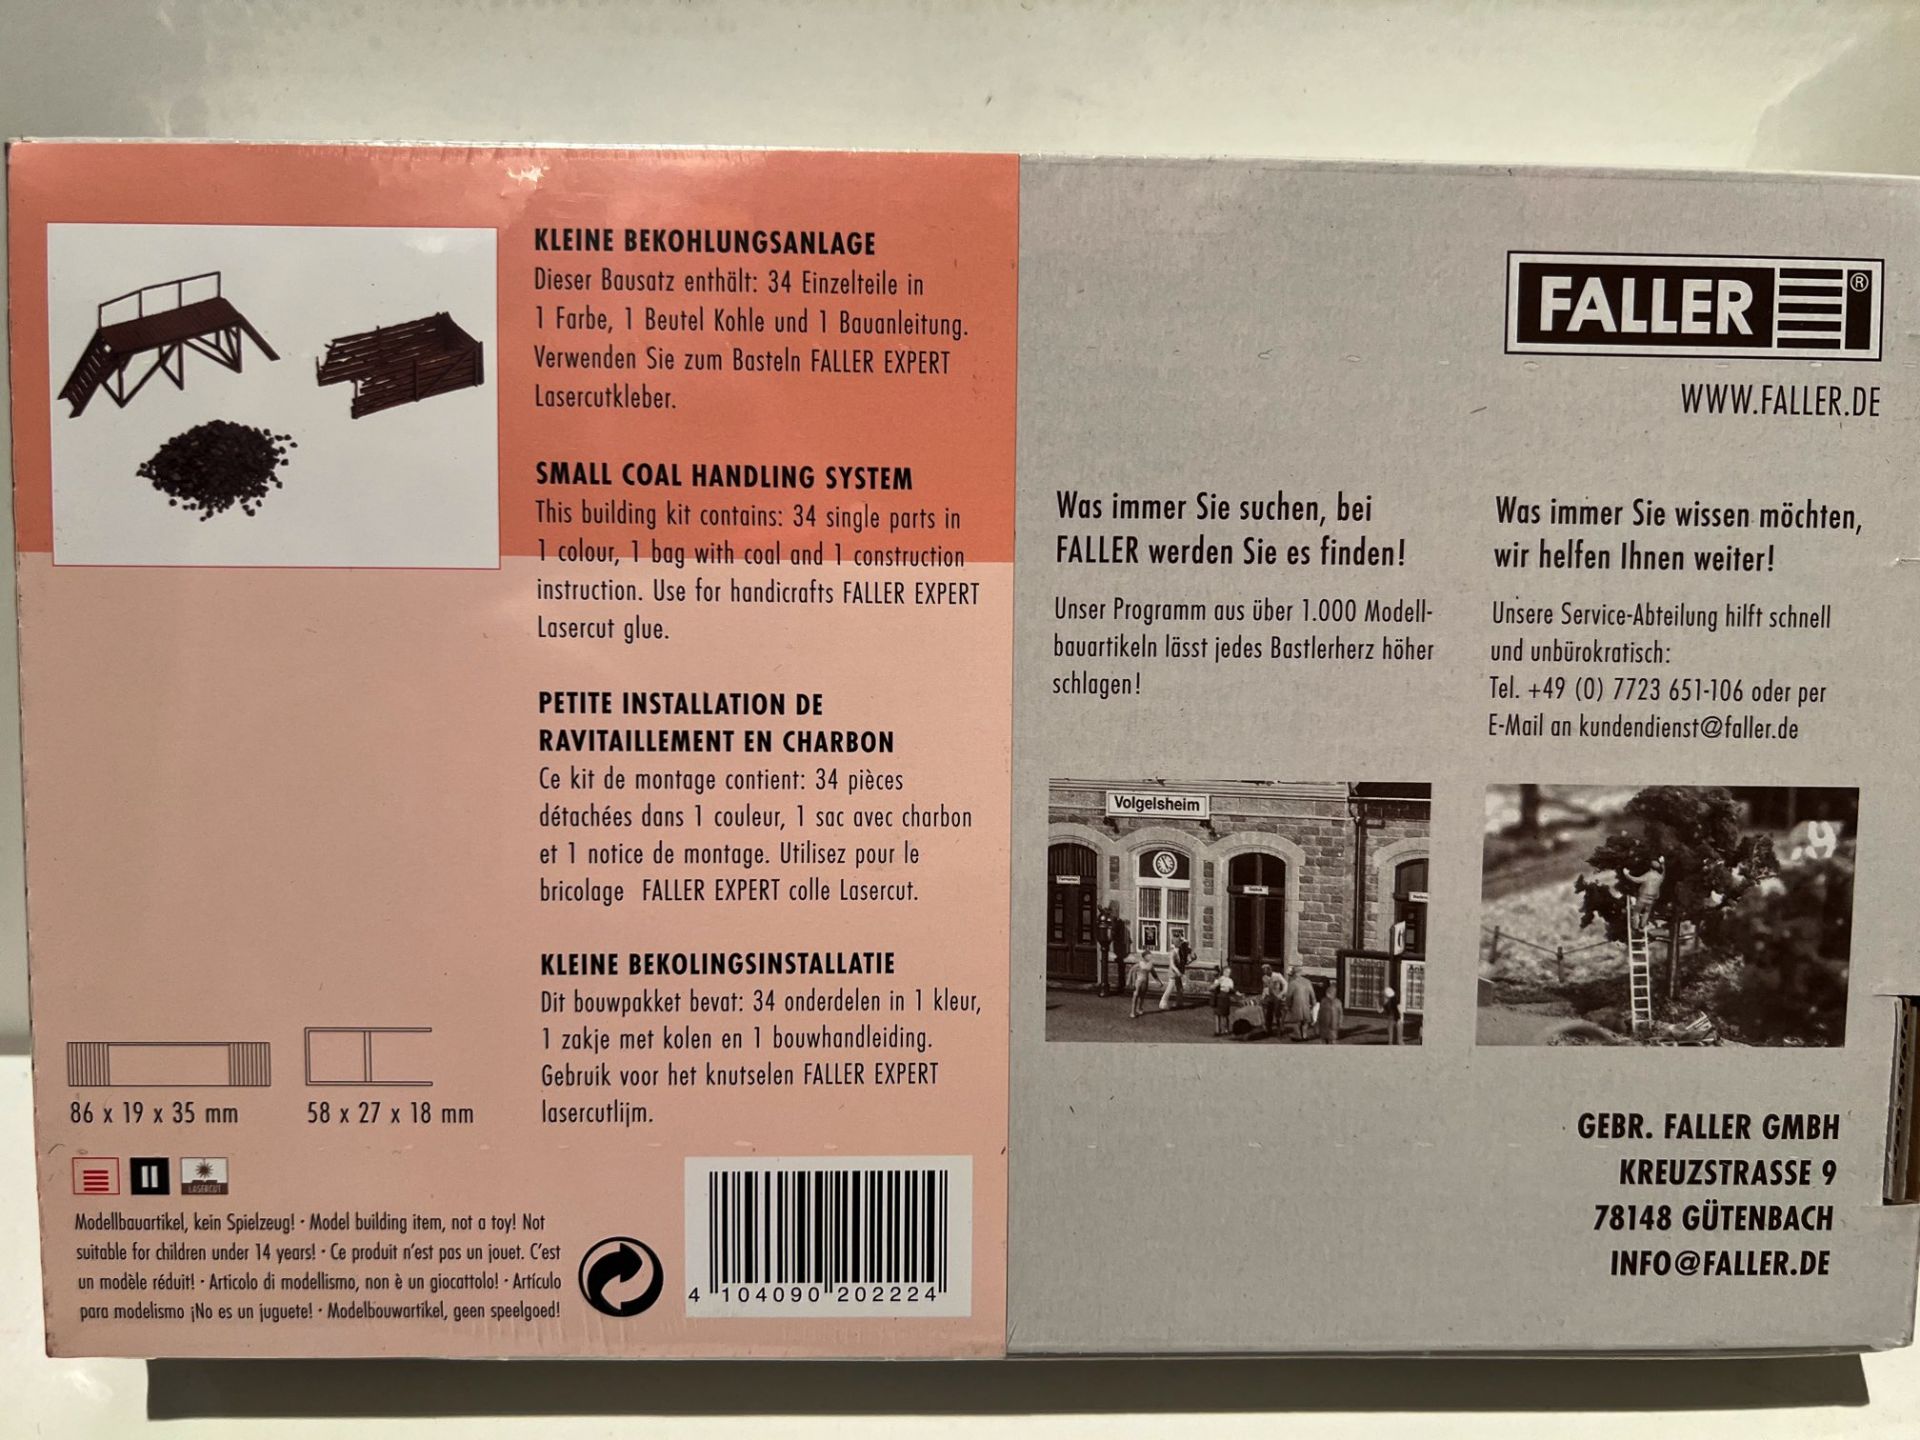 KLEINE BEKOHLUNGSANLAGE
Dieser Bausatz enthält: 34 Einzelteile in
1 Farbe, 1 Beutel Kohle und 1 Bauanleitung.
Verwenden Sie zum Basteln FALLER EXPERT
Lasercutkleber.
SMALL COAL HANDLING SYSTEM
This building kit contains: 34 single parts in
1 colour, 1 bag with coal and 1 construction
instruction. Use for handicrafts FALLER EXPERT
Lasercut glue.
PETITE INSTALLATION DE
RAVITAILLEMENT EN CHARBON
Ce kit de montage contient: 34 pièces
détachées dans 1 couleur, 1 sac avec charbon
et 1 notice de montage. Utilisez pour le
bricolage FALLER EXPERT colle Lasercut.
KLEINE BEKOLINGSINSTALLATIE
Dit bouwpakket bevat: 34 onderdelen in 1 kleur,
1 zakje met kolen en 1 bouwhandleiding.
Gebruik voor het knutselen FALLER EXPERT
lasercutlijm.
86 x 19 x 35 mm
58 x 27 x 18 mm
LASERCUT
Modellbauartikel, kein Spielzeug! · Model building item, not a toy! Not
suitable for children under 14 years! · Ce produit n'est pas un jouet. C'est
un modèle réduit! · Articolo di modellismo, non è un giocattolo! · Artículo
para modelismo ¡No es un juguete! · Modelbouwartikel, geen speelgoed!
4 104090 202224
FALLER ®
WWW.FALLER.DE
Was immer Sie suchen, bei
FALLER werden Sie es finden!
Unser Programm aus über 1.000 Modell-
bauartikeln lässt jedes Bastlerherz höher
schlagen!
Was immer Sie wissen möchten,
wir helfen Ihnen weiter!
Unsere Service-Abteilung hilft schnell
und unbürokratisch:
Tel. +49 (0) 7723 651-106 oder per
E-Mail an kundendienst@faller.de
Volgelsheim
GEBR. FALLER GMBH
KREUZSTRASSE 9
78148 GÜTENBACH
INFO@FALLER.DE